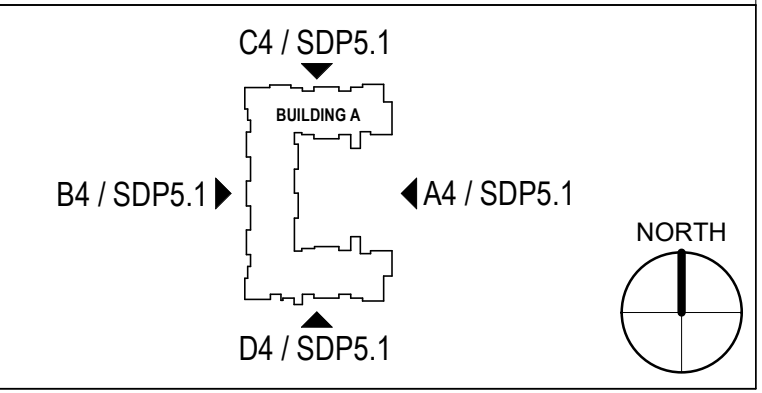 C4 / SDP5.1
BUILDING A
B4 / SDP5.1
A4 / SDP5.1
NORTH
D4 / SDP5.1